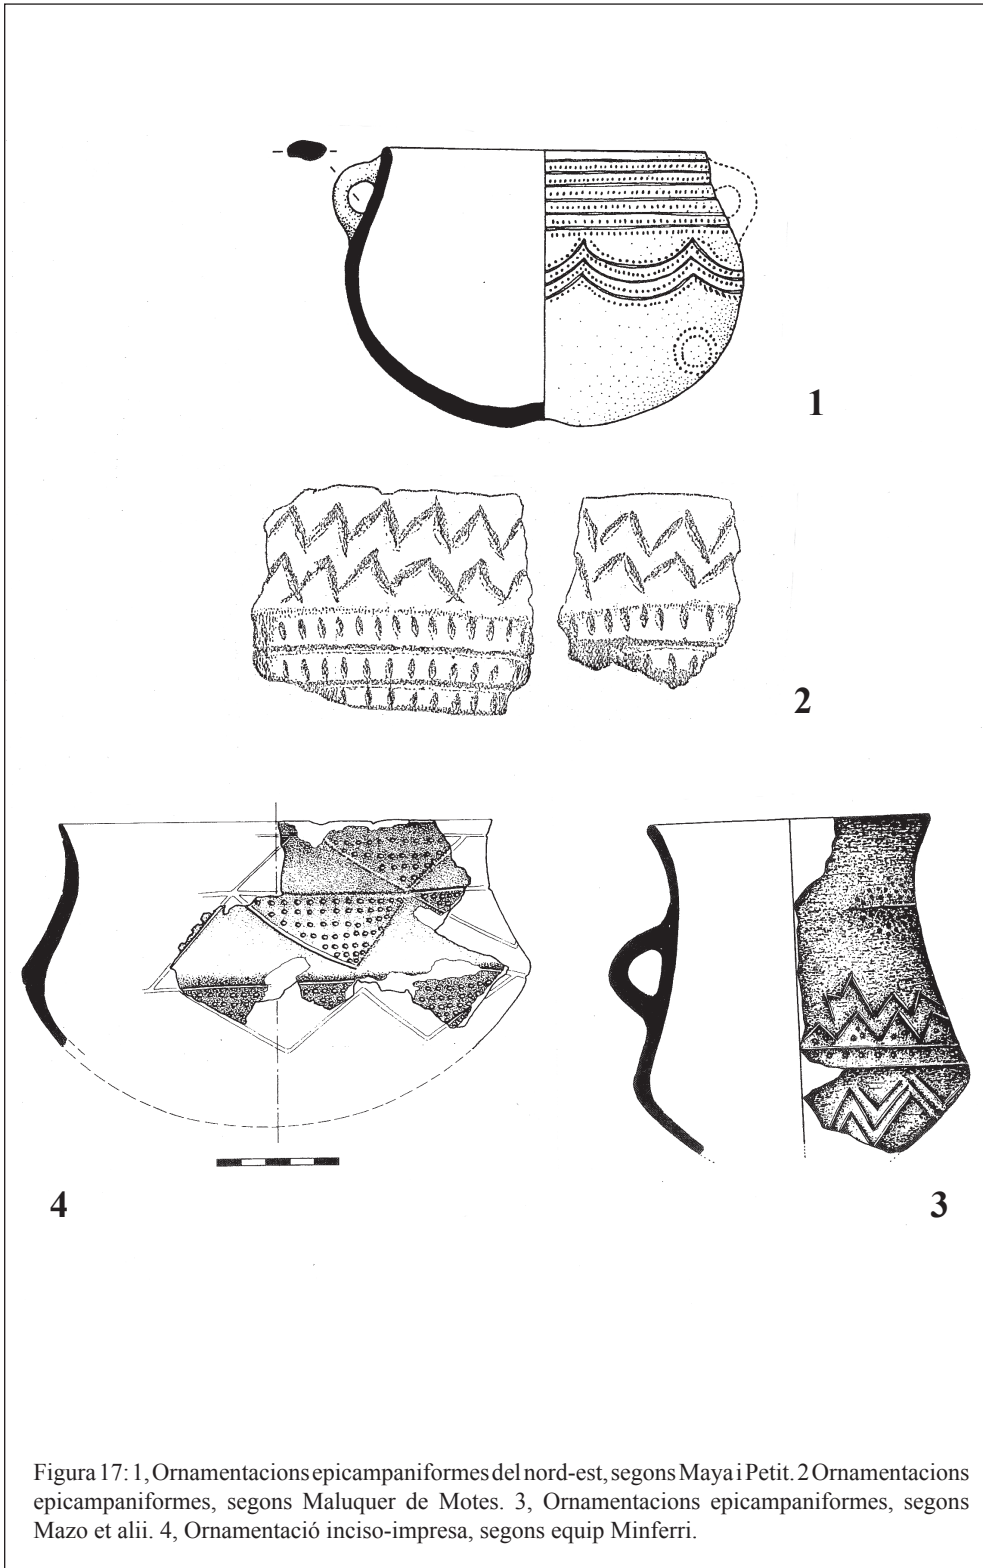 1
2
4
3
Figura 17: 1, Ornamentacions epicampaniformes del nord-est, segons Maya i Petit. 2 Ornamentacions
epicampaniformes, segons Maluquer de Motes. 3, Ornamentacions epicampaniformes, segons
Mazo et alii. 4, Ornamentació inciso-impresa, segons equip Minferri.